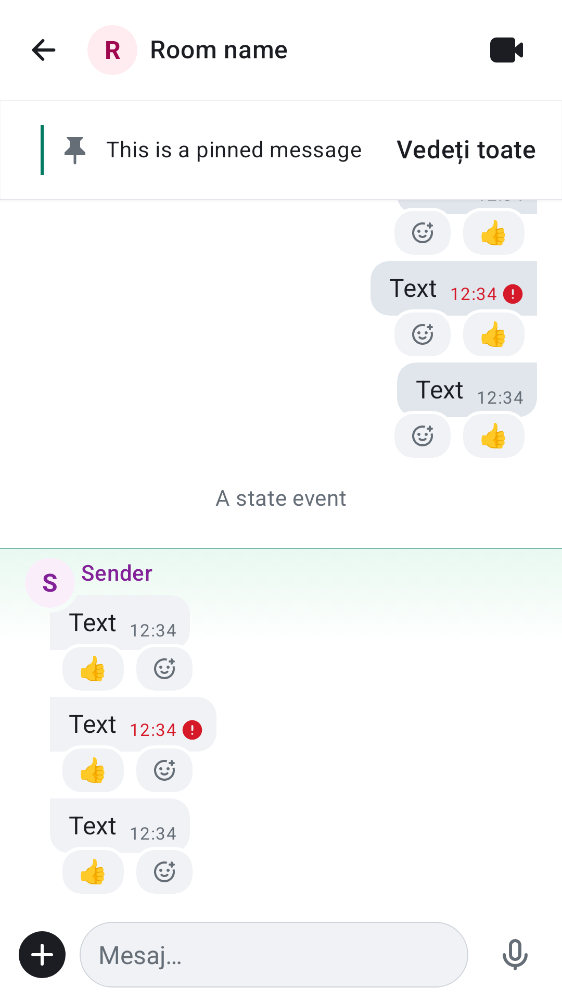 R Room name
This is a pinned message Vedeți toate
Text 12:34
Text 12:34
A state event
S Sender
Text 12:34
Text 12:34
Text 12:34
Mesaj…